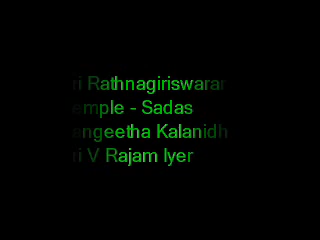 ri Rathnagiriswarar
emple - Sadas
angeetha Kalanidh
ri V Rajam Iyer